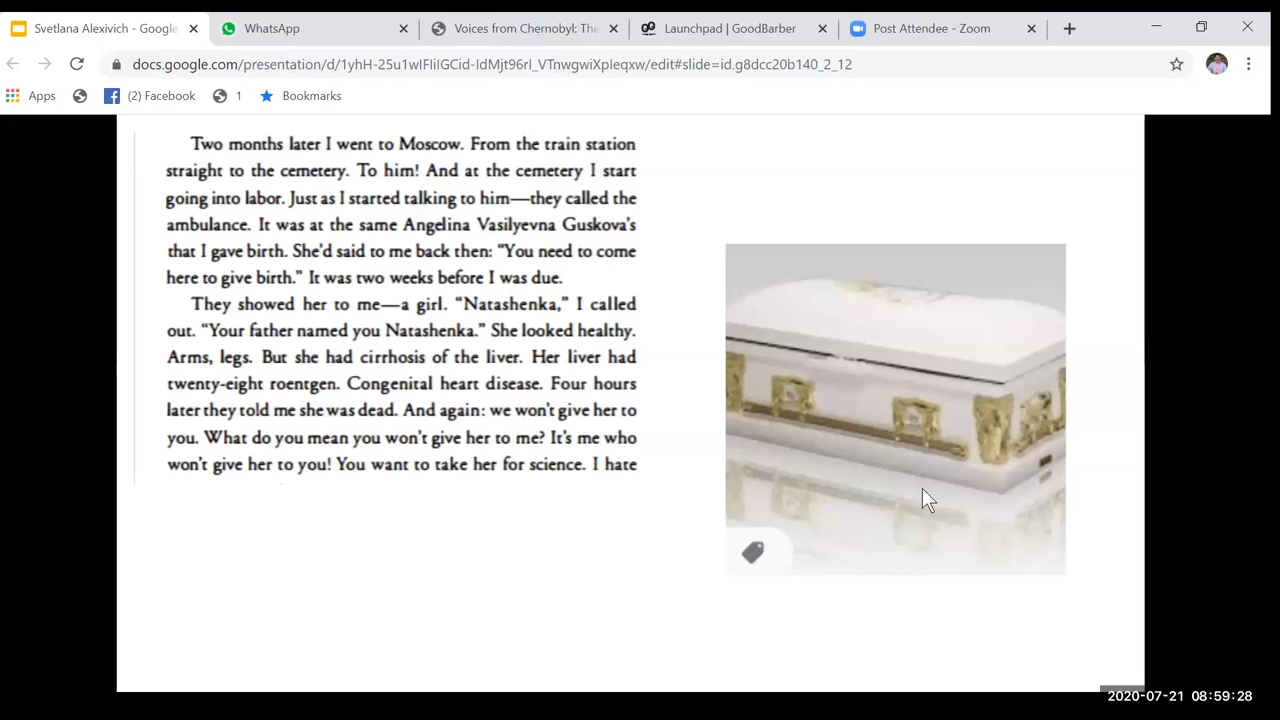 Svetlana Alexivich - Google
WhatsApp
Voices from Chernobyl: The
Launchpad | GoodBarber
Post Attendee - Zoom
docs.google.com/presentation/d/1yhH-25u1wIFIiIGCid-IdMjt96rI_VTnwgwiXpIeqxw/edit#slide=id.g8dcc20b140_2_12
Apps
(2) Facebook
1
Bookmarks
Two months later I went to Moscow. From the train station
straight to the cemetery. To him! And at the cemetery I start
going into labor. Just as I started talking to him—they called the
ambulance. It was at the same Angelina Vasilyevna Guskova's
that I gave birth. She'd said to me back then: "You need to come
here to give birth." It was two weeks before I was due.
They showed her to me—a girl. "Natashenka," I called
out. "Your father named you Natashenka." She looked healthy.
Arms, legs. But she had cirrhosis of the liver. Her liver had
twenty-eight roentgen. Congenital heart disease. Four hours
later they told me she was dead. And again: we won't give her to
you. What do you mean you won't give her to me? It's me who
won't give her to you! You want to take her for science. I hate
2020-07-21 08:59:28